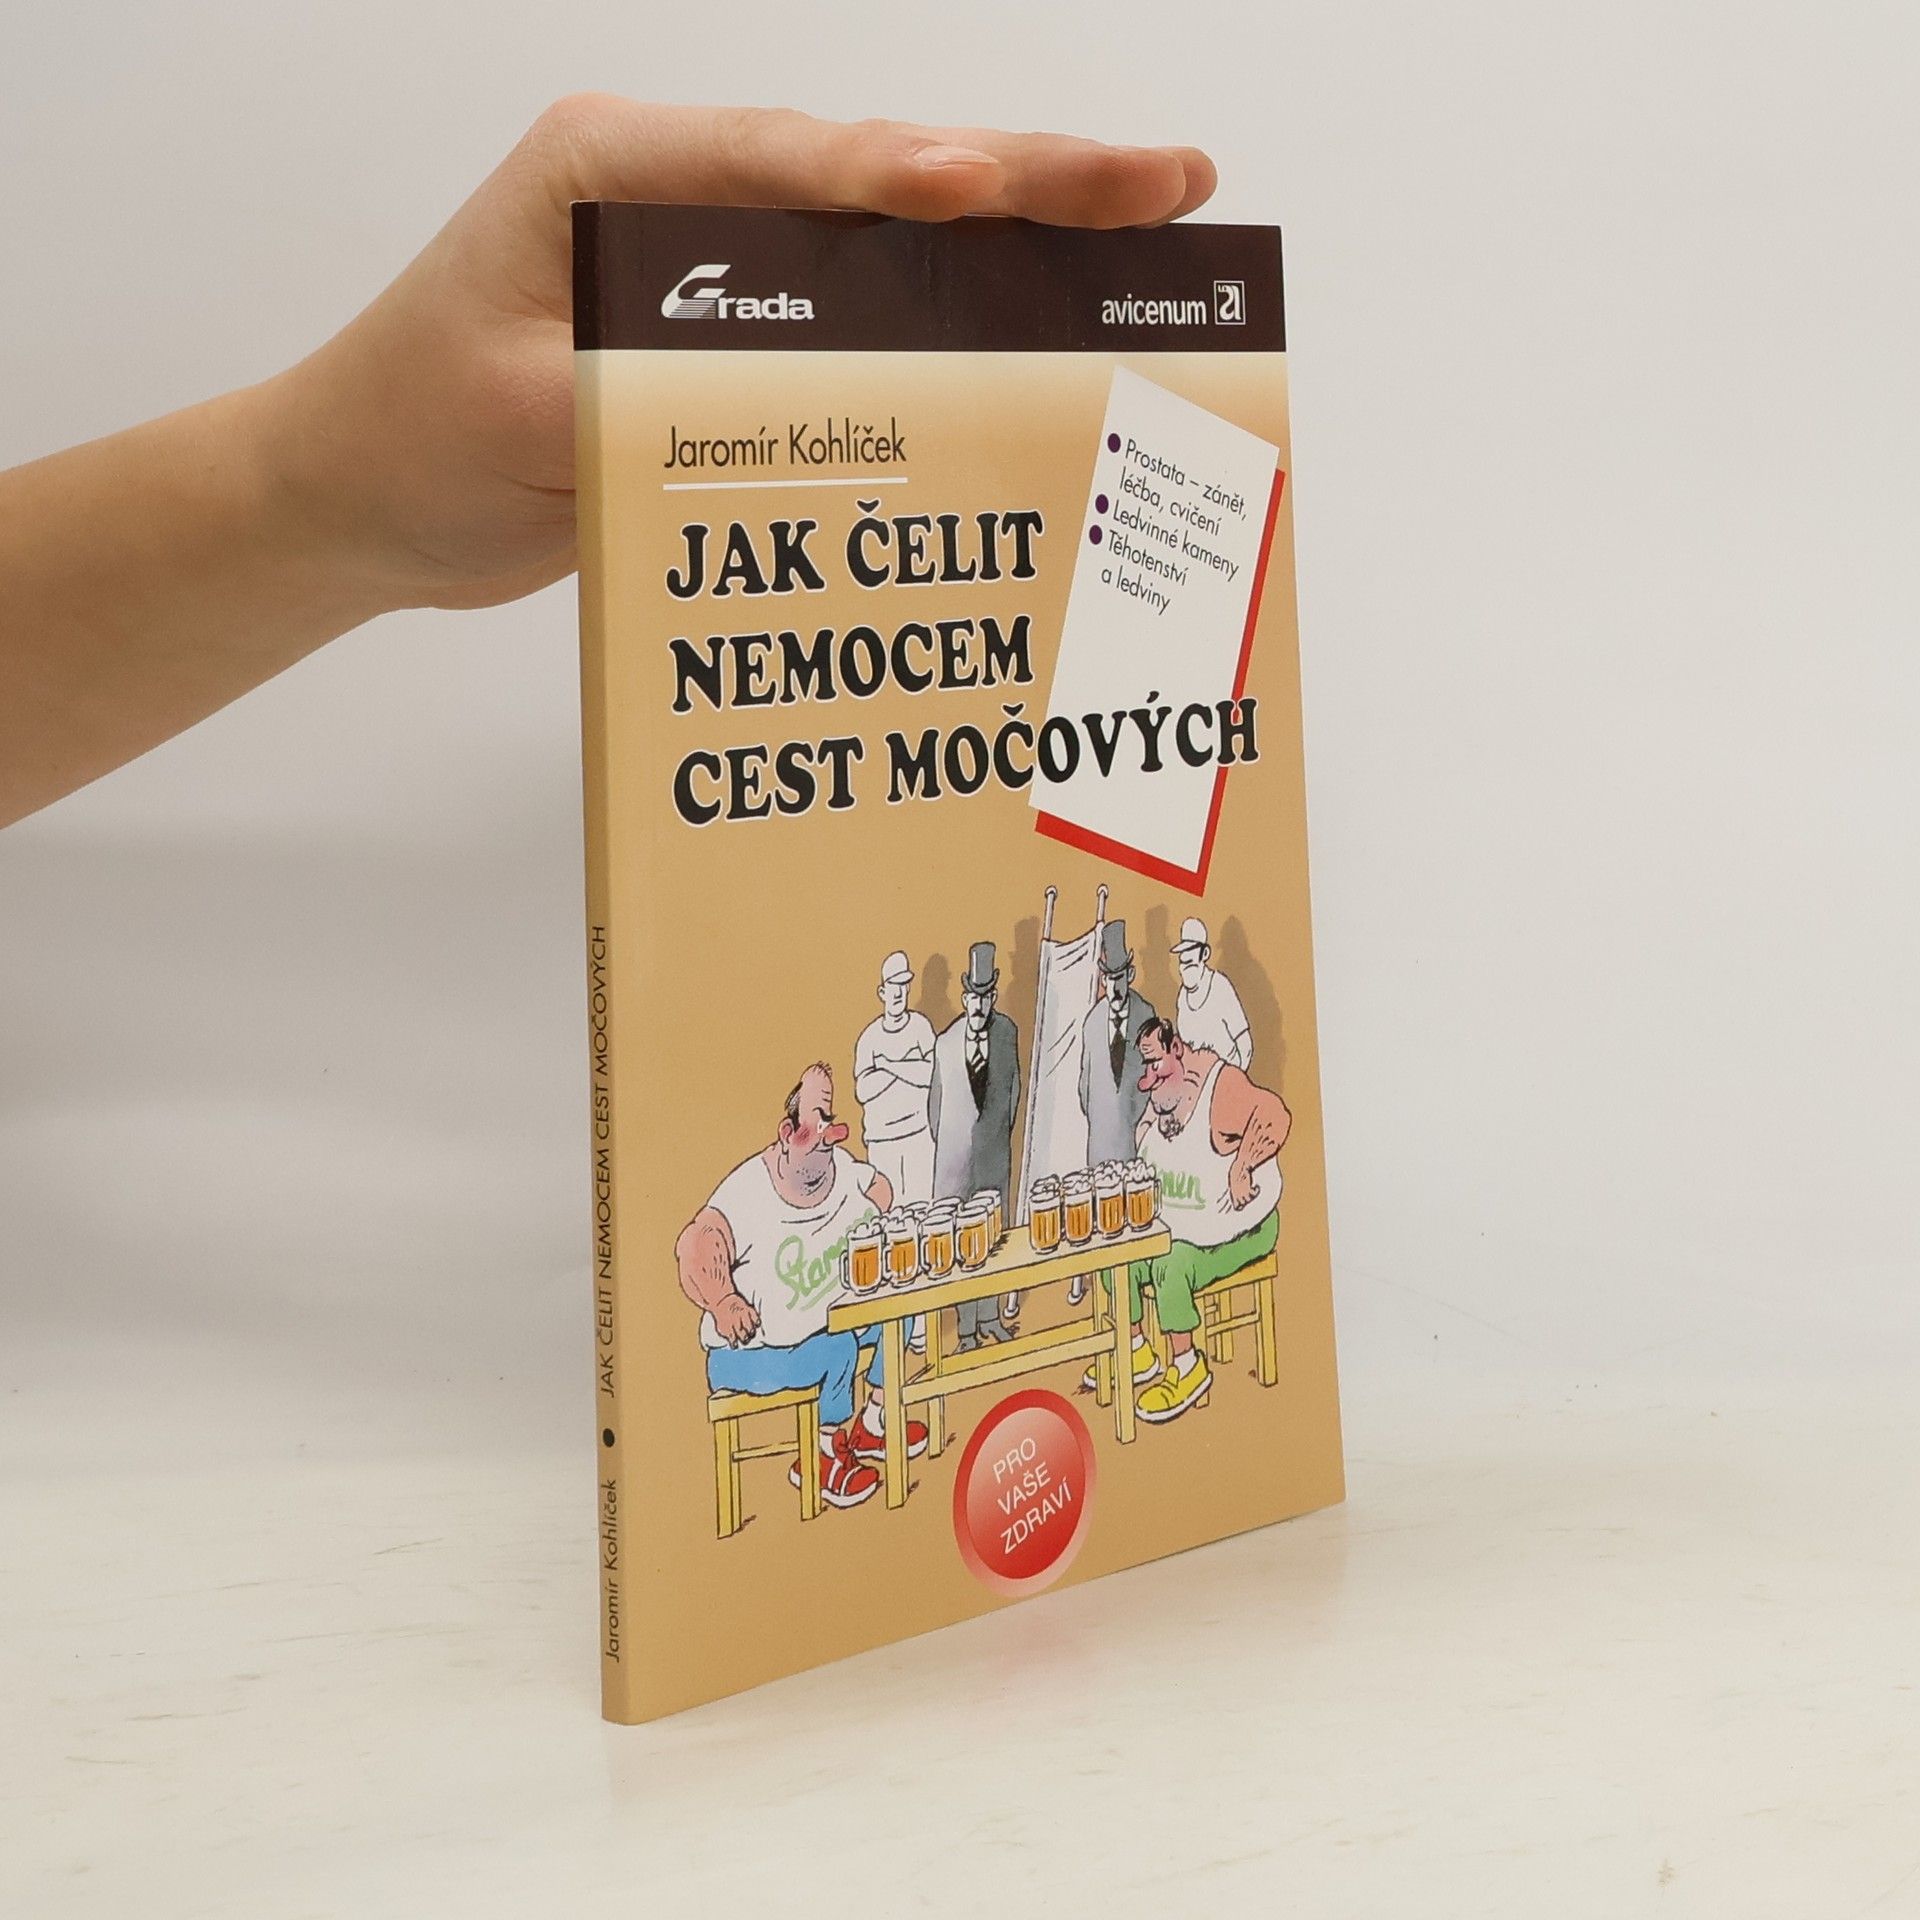 Grada
avicenum
Jaromír Kohlíček
JAK ČELIT
NEMOCEM
CEST MOČOVÝCH
● Prostata – zánět,
léčba, cvičení
● Ledvinné kameny
● Těhotenství
a ledviny
PRO
VAŠE
ZDRAVÍ
Jaromír Kohlíček ● JAK ČELIT NEMOCEM CEST MOČOVÝCH